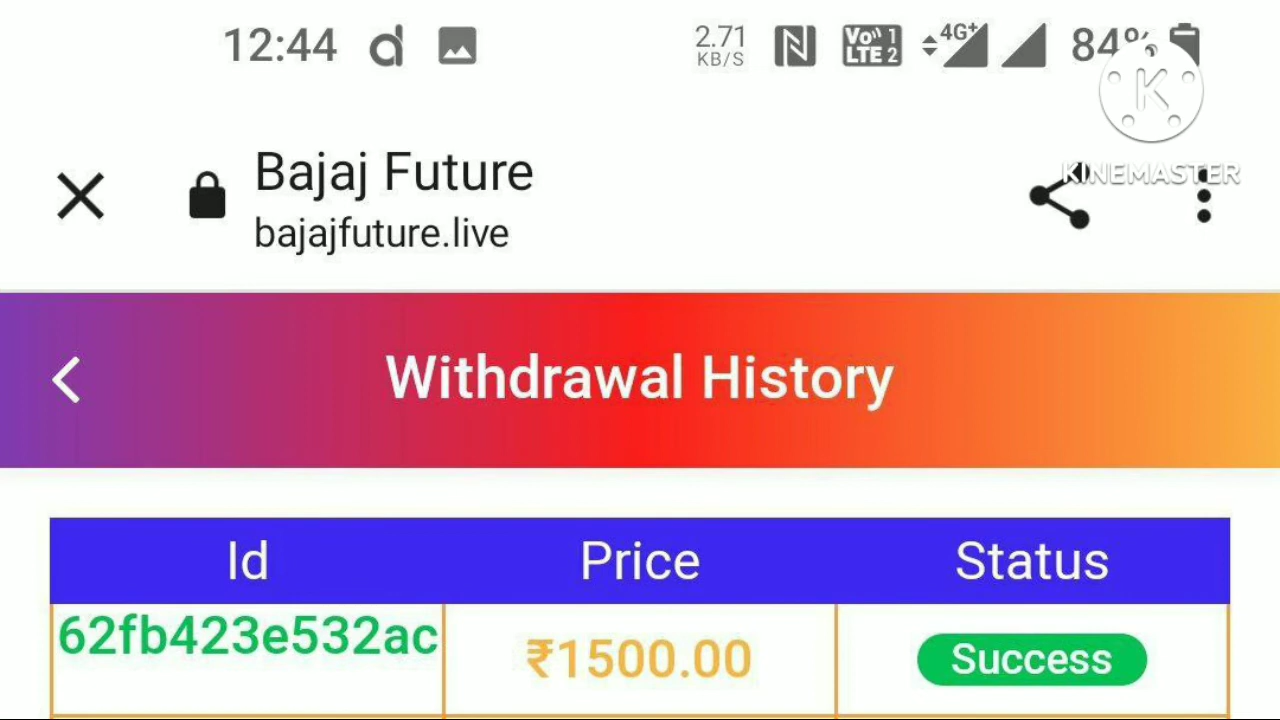 12:44
2.71
KB/S
Vo 1
LTE 2
4G+
84%
K
KINEMASTER
Bajaj Future
bajajfuture.live
Withdrawal History
Id Price Status
62fb423e532ac ₹1500.00 Success